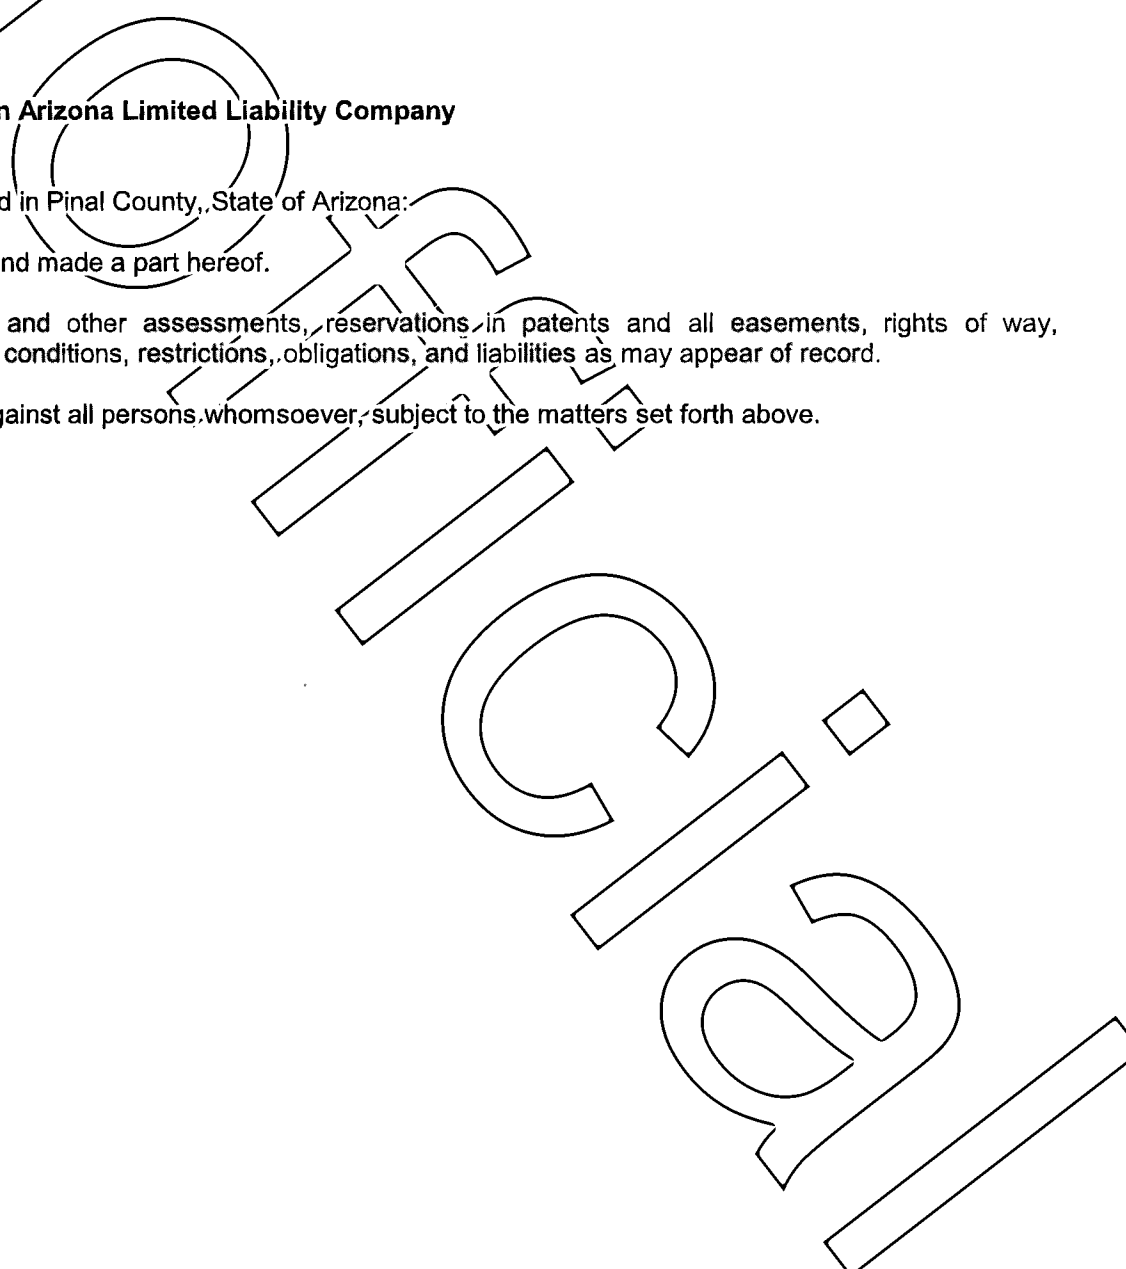 n Arizona Limited Liability Company
d in Pinal County, State of Arizona:
nd made a part hereof.
and other assessments, reservations in patents and all easements, rights of way,
conditions, restrictions, obligations, and liabilities as may appear of record.
gainst all persons whomsoever, subject to the matters set forth above.
official